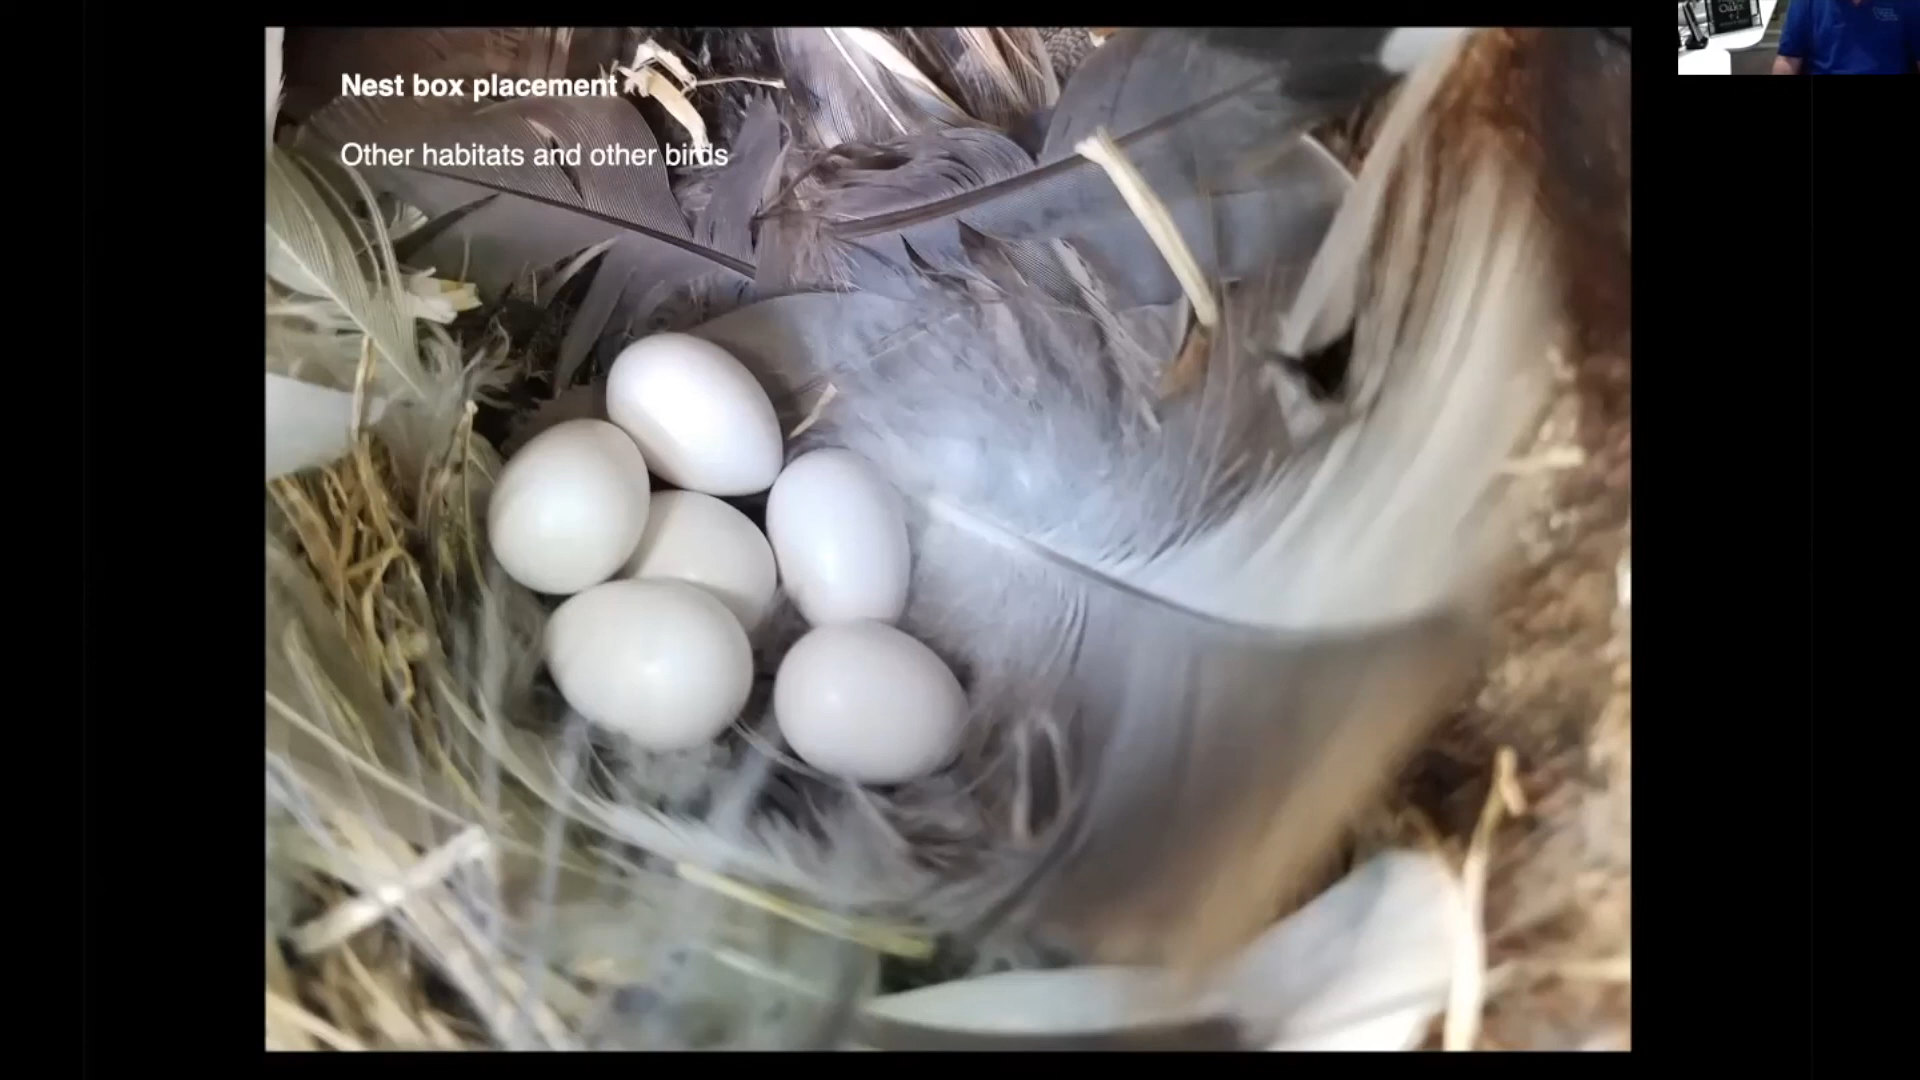 Nest box placement
Other habitats and other birds